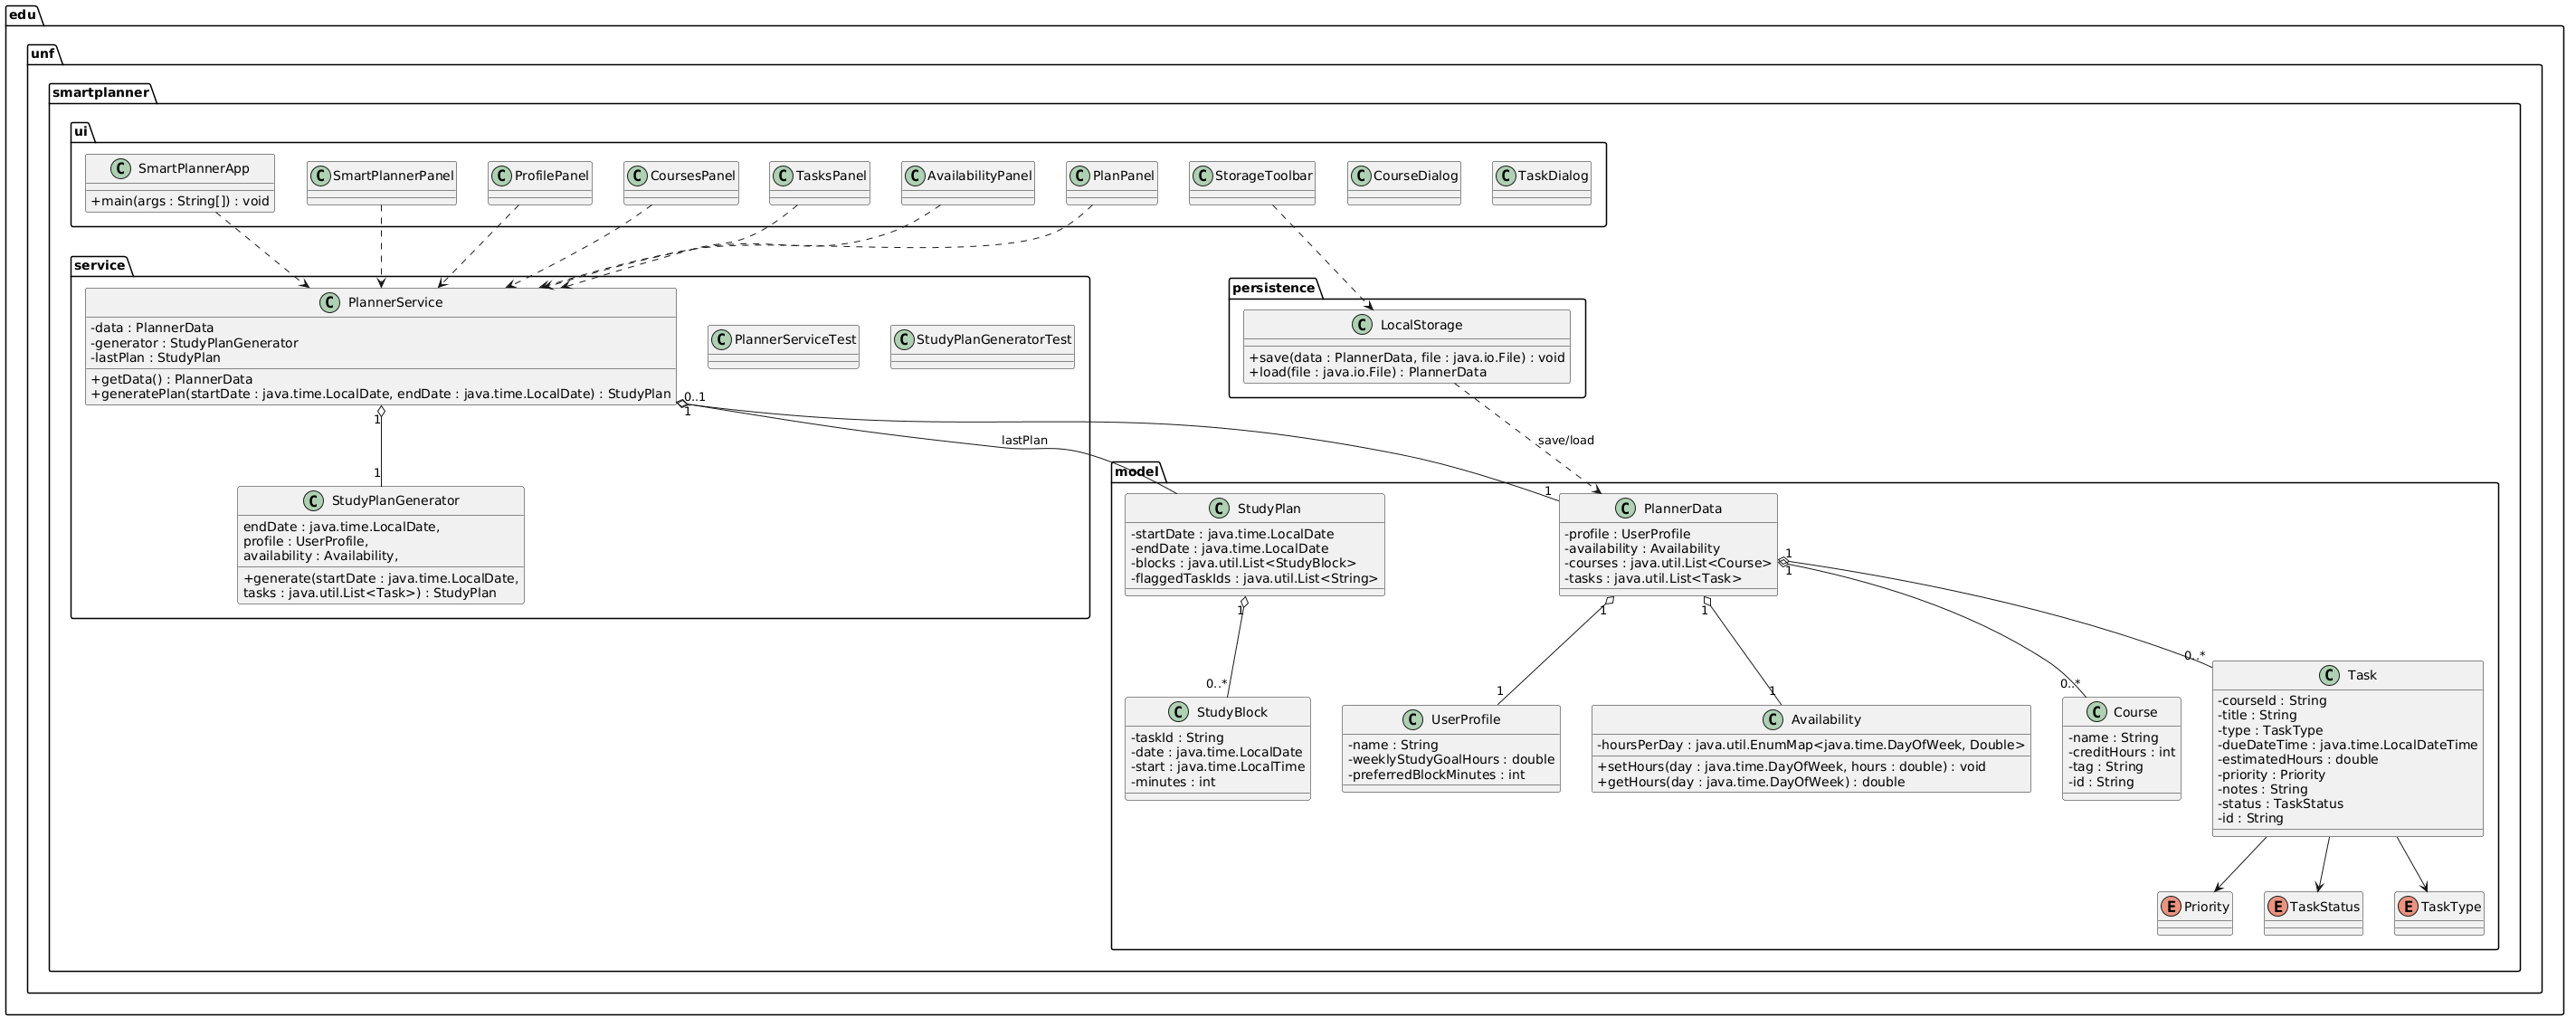 edu
unf
smartplanner
ui
C SmartPlannerApp
+main(args : String[]) : void
C SmartPlannerPanel
C ProfilePanel
C CoursesPanel
C TasksPanel
C AvailabilityPanel
C PlanPanel
C StorageToolbar
C CourseDialog
C TaskDialog
service
C PlannerService
-data : PlannerData
-generator : StudyPlanGenerator
-lastPlan : StudyPlan
+getData() : PlannerData
+generatePlan(startDate : java.time.LocalDate, endDate : java.time.LocalDate) : StudyPlan
C PlannerServiceTest
C StudyPlanGeneratorTest
persistence
C LocalStorage
+save(data : PlannerData, file : java.io.File) : void
+load(file : java.io.File) : PlannerData
0..1
1
1
lastPlan
save/load
1
1
C StudyPlanGenerator
endDate : java.time.LocalDate,
profile : UserProfile,
availability : Availability,
+generate(startDate : java.time.LocalDate,
tasks : java.util.List<Task>) : StudyPlan
model
C StudyPlan
-startDate : java.time.LocalDate
-endDate : java.time.LocalDate
-blocks : java.util.List<StudyBlock>
-flaggedTaskIds : java.util.List<String>
C PlannerData
-profile : UserProfile
-availability : Availability
-courses : java.util.List<Course>
-tasks : java.util.List<Task>
1
1
1
1
1
0..*
1
1
0..*
0..*
C StudyBlock
-taskId : String
-date : java.time.LocalDate
-start : java.time.LocalTime
-minutes : int
C UserProfile
-name : String
-weeklyStudyGoalHours : double
-preferredBlockMinutes : int
C Availability
-hoursPerDay : java.util.EnumMap<java.time.DayOfWeek, Double>
+setHours(day : java.time.DayOfWeek, hours : double) : void
+getHours(day : java.time.DayOfWeek) : double
C Course
-name : String
-creditHours : int
-tag : String
-id : String
C Task
-courseId : String
-title : String
-type : TaskType
-dueDateTime : java.time.LocalDateTime
-estimatedHours : double
-priority : Priority
-notes : String
-status : TaskStatus
-id : String
E Priority
E TaskStatus
E TaskType